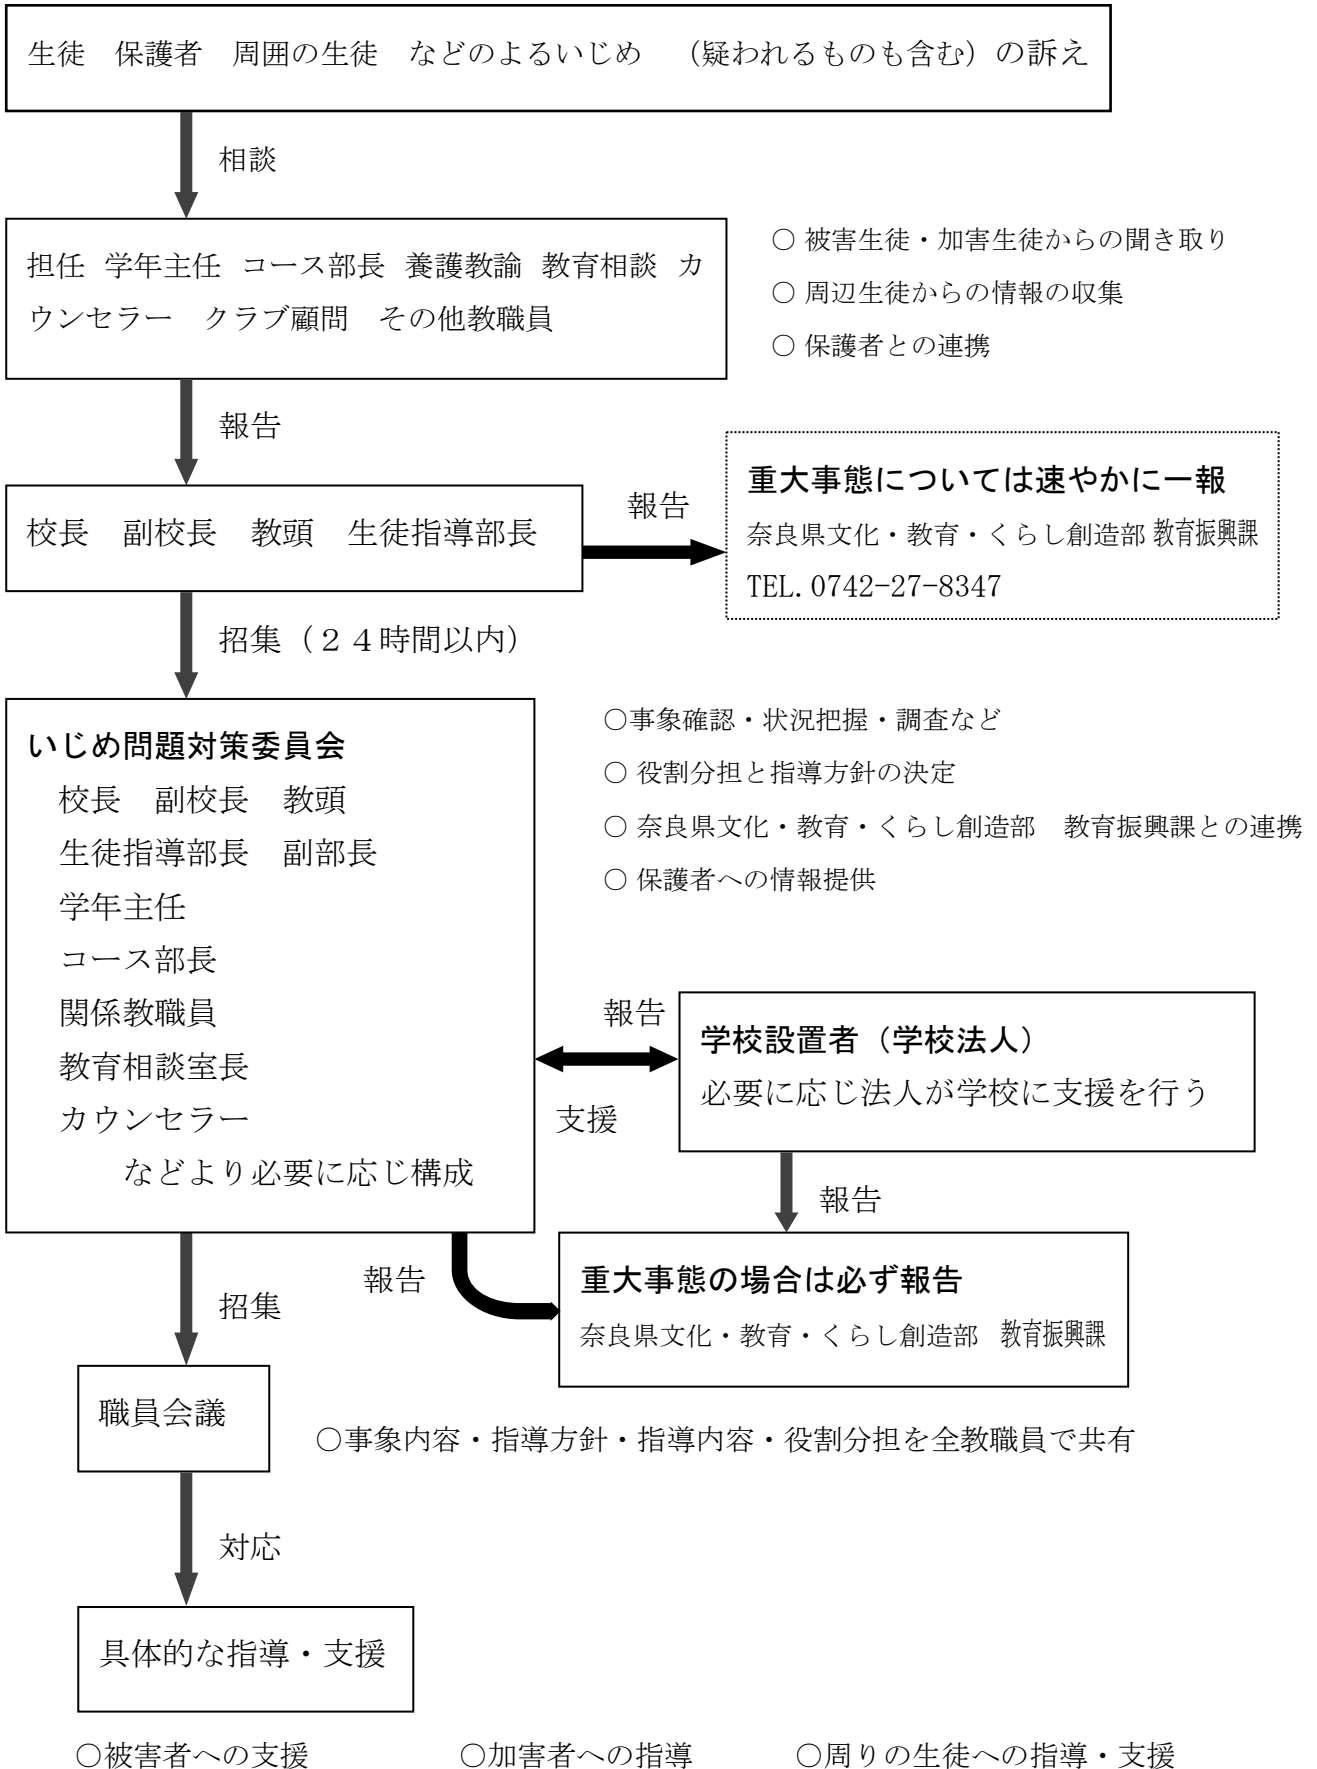 生徒　保護者　周囲の生徒　などのよるいじめ　（疑われるものも含む）の訴え
相談
担任　学年主任　コース部長　養護教諭　教育相談　カ
ウンセラー　クラブ顧問　その他教職員
○ 被害生徒・加害生徒からの聞き取り
○ 周辺生徒からの情報の収集
○ 保護者との連携
報告
校長　副校長　教頭　生徒指導部長
報告
重大事態については速やかに一報
奈良県文化・教育・くらし創造部 教育振興課
TEL.0742-27-8347
招集（２４時間以内）
いじめ問題対策委員会
校長　副校長　教頭
生徒指導部長　副部長
学年主任
コース部長
関係教職員
教育相談室長
カウンセラー
などより必要に応じ構成
○事象確認・状況把握・調査など
○ 役割分担と指導方針の決定
○ 奈良県文化・教育・くらし創造部　教育振興課との連携
○ 保護者への情報提供
報告
支援
学校設置者（学校法人）
必要に応じ法人が学校に支援を行う
報告
報告
重大事態の場合は必ず報告
奈良県文化・教育・くらし創造部　教育振興課
招集
職員会議
○事象内容・指導方針・指導内容・役割分担を全教職員で共有
対応
具体的な指導・支援
○被害者への支援　　　　　○加害者への指導　　　　○周りの生徒への指導・支援